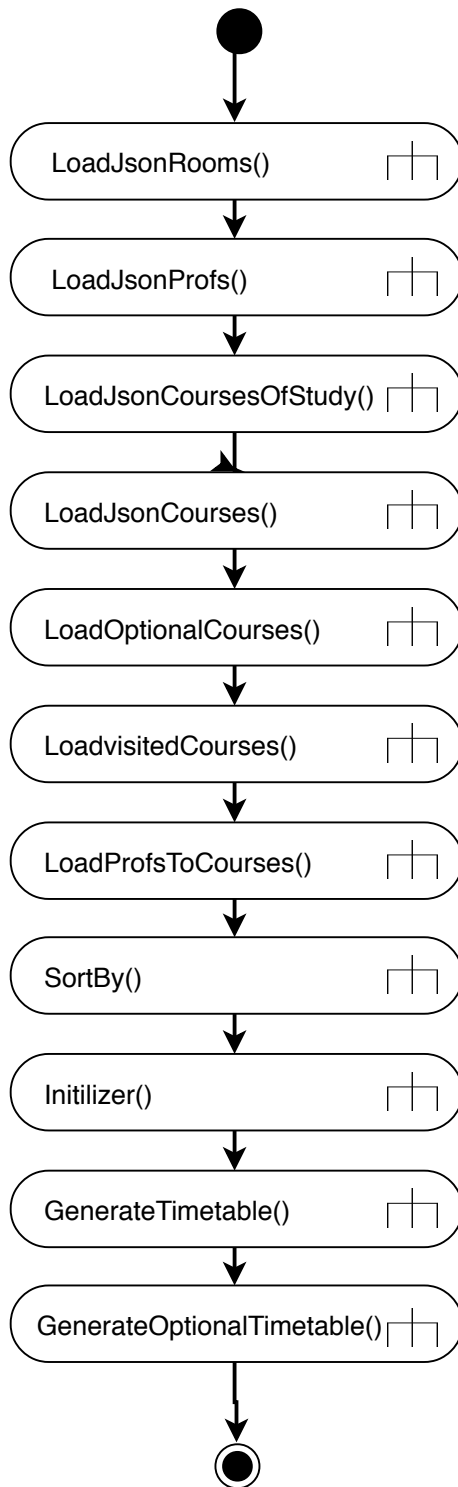 LoadJsonRooms()
LoadJsonProfs()
LoadJsonCoursesOfStudy()
LoadJsonCourses()
LoadOptionalCourses()
LoadvisitedCourses()
LoadProfsToCourses()
SortBy()
Initilizer()
GenerateTimetable()
GenerateOptionalTimetable()